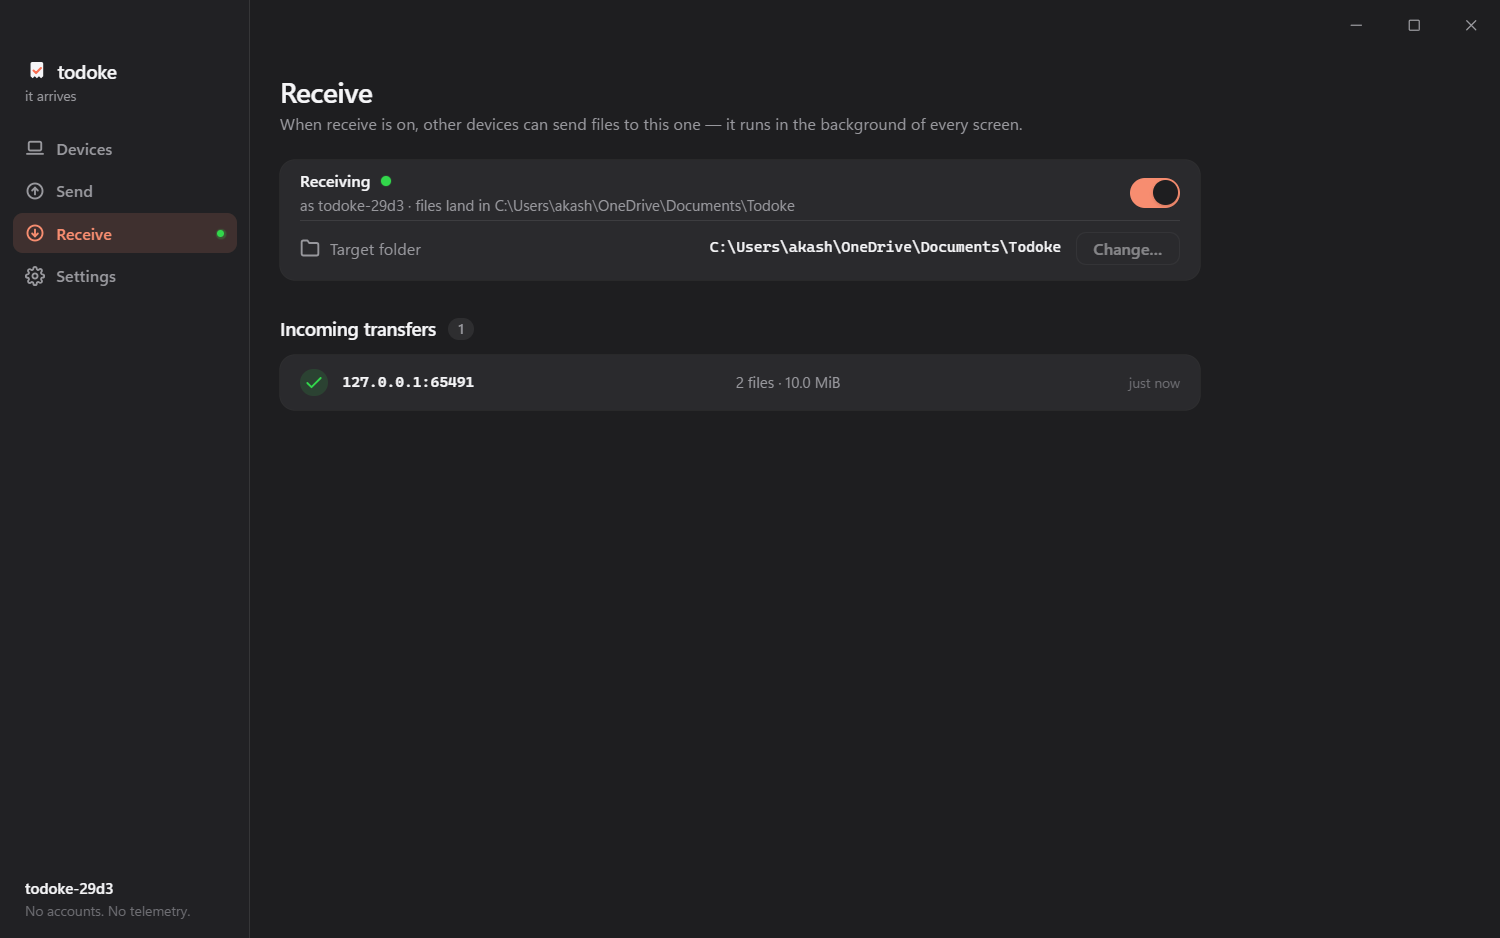 todoke
it arrives
Devices
Send
Receive
Settings
todoke-29d3
No accounts. No telemetry.
Receive
When receive is on, other devices can send files to this one — it runs in the background of every screen.
Receiving
as todoke-29d3 · files land in C:\Users\akash\OneDrive\Documents\Todoke
Target folder C:\Users\akash\OneDrive\Documents\Todoke Change...
Incoming transfers 1
127.0.0.1:65491 2 files · 10.0 MiB just now